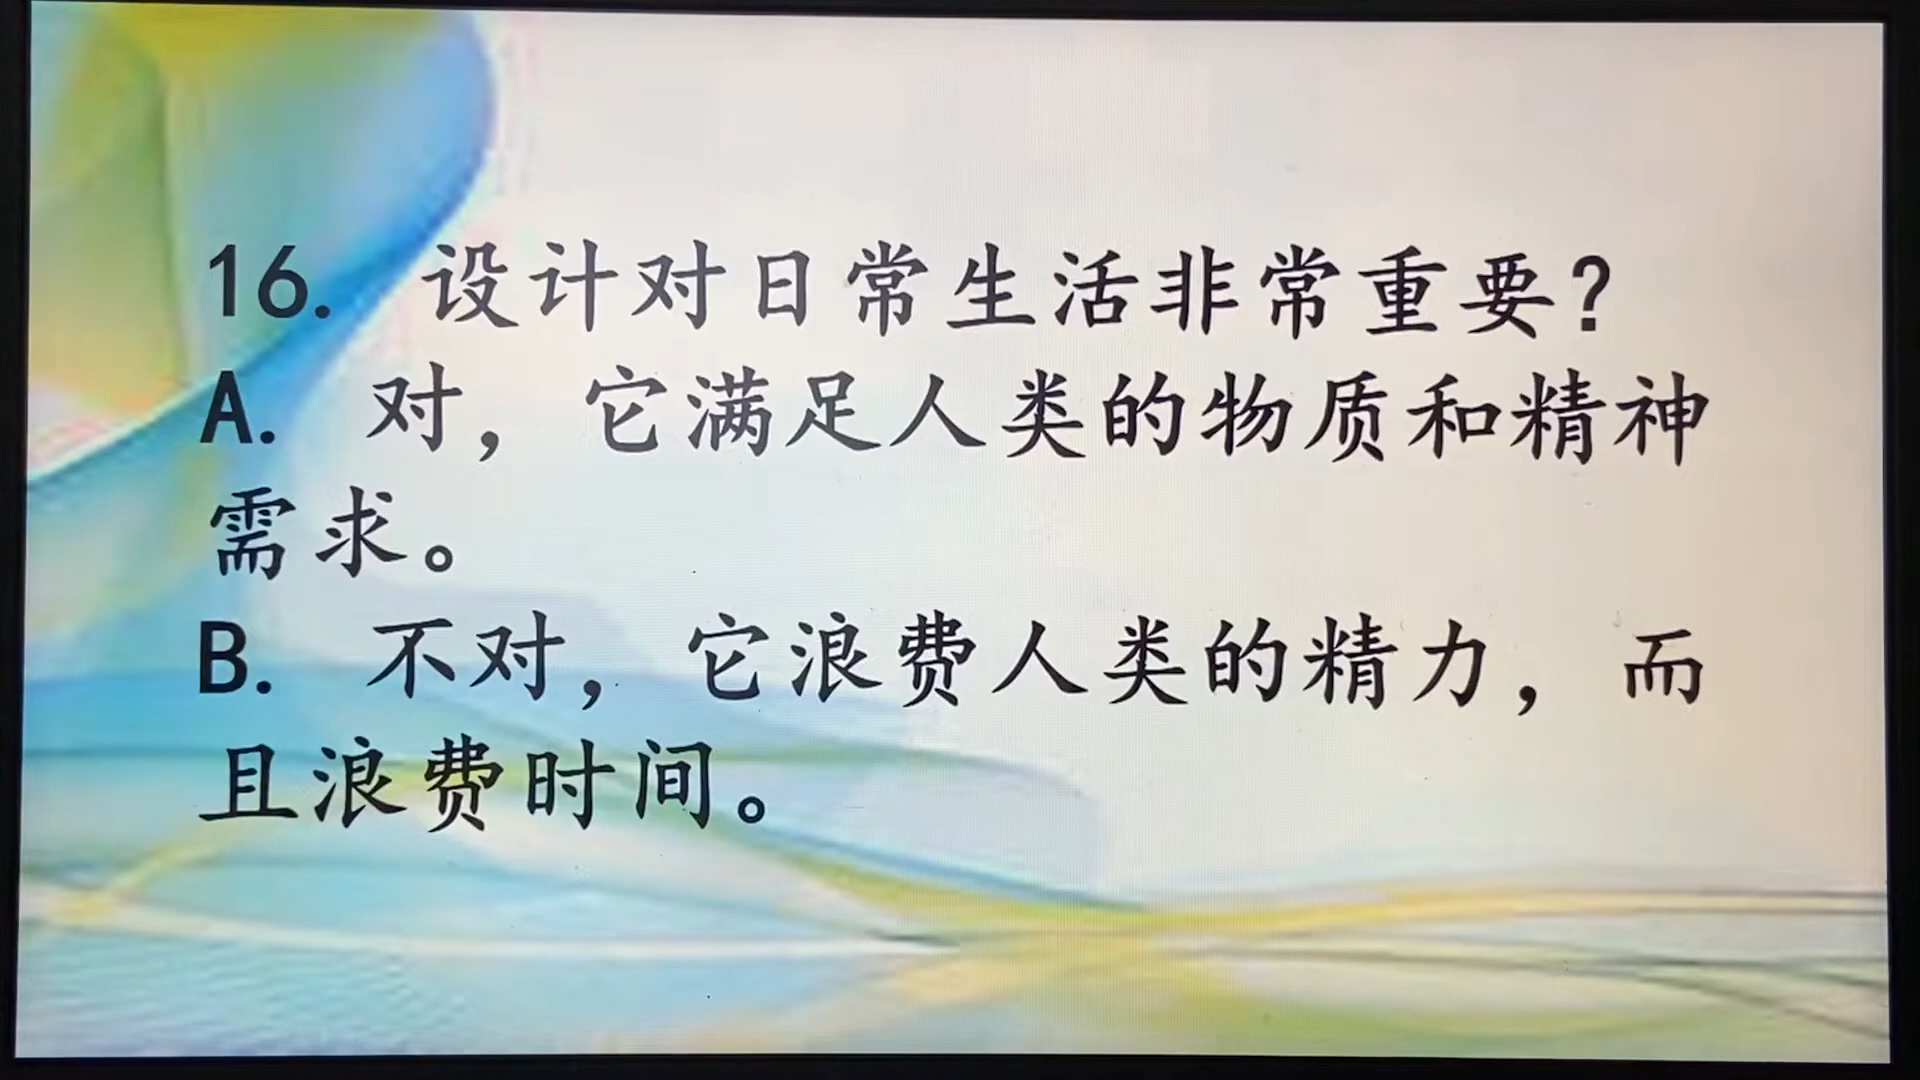 16. 设计对日常生活非常重要?
A. 对，它满足人类的物质和精神
需求。
B. 不对，它浪费人类的精力，而
且浪费时间。